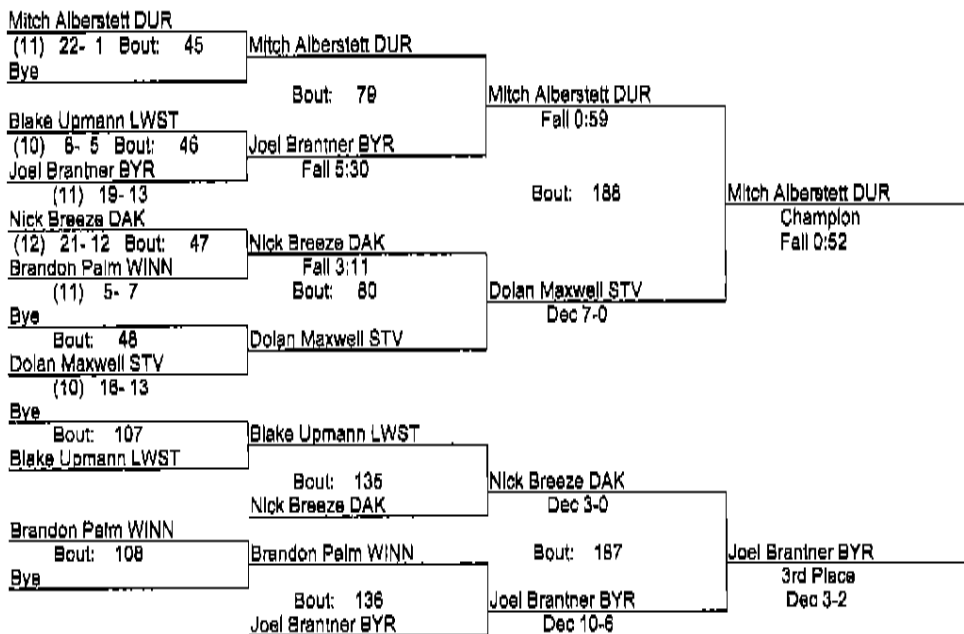 Mitch Alberstett DUR
(11) 22- 1 Bout: 45
Bye
Mitch Alberstett DUR
Bout: 79
Blake Upmann LWST
(10) 6- 5 Bout: 46
Joel Brantner BYR
(11) 19- 13
Joel Brantner BYR
Fall 5:30
Mitch Alberstett DUR
Fall 0:59
Bout: 188
Nick Breeze DAK
(12) 21- 12 Bout: 47
Brandon Palm WINN
(11) 5- 7
Nick Breeze DAK
Fall 3:11
Bout: 80
Bye
Bout: 48
Dolan Maxwell STV
(10) 16- 13
Dolan Maxwell STV
Dolan Maxwell STV
Dec 7-0
Mitch Alberstett DUR
Champion
Fall 0:52
Bye
Bout: 107
Blake Upmann LWST
Blake Upmann LWST
Bout: 135
Nick Breeze DAK
Nick Breeze DAK
Dec 3-0
Bout: 187
Brandon Palm WINN
Bout: 108
Bye
Brandon Palm WINN
Bout: 136
Joel Brantner BYR
Joel Brantner BYR
Dec 10-6
Joel Brantner BYR
3rd Place
Dec 3-2